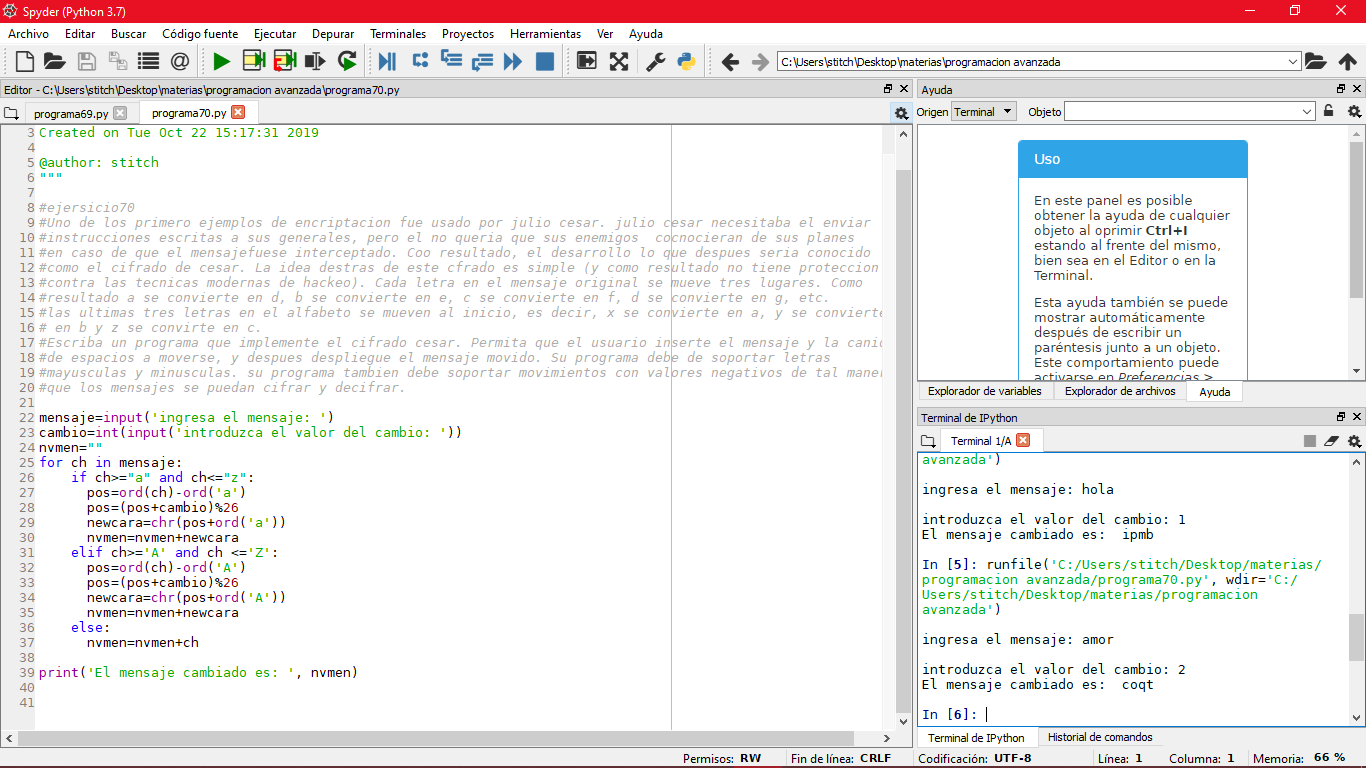 Spyder (Python 3.7)
Archivo Editar Buscar Código fuente Ejecutar Depurar Terminales Proyectos Herramientas Ver Ayuda
C:\Users\stitch\Desktop\materias\programacion avanzada
Editor - C:\Users\stitch\Desktop\materias\programacion avanzada\programa70.py
programa69.py programa70.py
3 Created on Tue Oct 22 15:17:31 2019
4
5 @author: stitch
6 """
7
8 #ejersicio70
9 #Uno de los primero ejemplos de encriptacion fue usado por julio cesar. julio cesar necesitaba el enviar
10 #instrucciones escritas a sus generales, pero el no queria que sus enemigos  cocnocieran de sus planes
11 #en caso de que el mensajefuese interceptado. Coo resultado, el desarrollo lo que despues seria conocido
12 #como el cifrado de cesar. La idea destras de este cfrado es simple (y como resultado no tiene proteccion
13 #contra las tecnicas modernas de hackeo). Cada letra en el mensaje original se mueve tres lugares. Como
14 #resultado a se convierte en d, b se convierte en e, c se convierte en f, d se convierte en g, etc.
15 #las ultimas tres letras en el alfabeto se mueven al inicio, es decir, x se convierte en a, y se convierte
16 # en b y z se convirte en c.
17 #Escriba un programa que implemente el cifrado cesar. Permita que el usuario inserte el mensaje y la canid
18 #de espacios a moverse, y despues despliegue el mensaje movido. Su programa debe de soportar letras
19 #mayusculas y minusculas. su programa tambien debe soportar movimientos con valores negativos de tal maner
20 #que los mensajes se puedan cifrar y decifrar.
21
22 mensaje=input('ingresa el mensaje: ')
23 cambio=int(input('introduzca el valor del cambio: '))
24 nvmen=""
25 for ch in mensaje:
26     if ch>="a" and ch<="z":
27       pos=ord(ch)-ord('a')
28       pos=(pos+cambio)%26
29       newcara=chr(pos+ord('a'))
30       nvmen=nvmen+newcara
31     elif ch>='A' and ch <='Z':
32       pos=ord(ch)-ord('A')
33       pos=(pos+cambio)%26
34       newcara=chr(pos+ord('A'))
35       nvmen=nvmen+newcara
36     else:
37       nvmen=nvmen+ch
38
39 print('El mensaje cambiado es: ', nvmen)
40
41
Ayuda
Origen Terminal Objeto
Uso
En este panel es posible
obtener la ayuda de cualquier
objeto al oprimir Ctrl+I
estando al frente del mismo,
bien sea en el Editor o en la
Terminal.
Esta ayuda también se puede
mostrar automáticamente
después de escribir un
paréntesis junto a un objeto.
Este comportamiento puede
activarse en Preferencias >
Explorador de variables Explorador de archivos Ayuda
Terminal de IPython
Terminal 1/A
avanzada')
ingresa el mensaje: hola
introduzca el valor del cambio: 1
El mensaje cambiado es:  ipmb
In [5]: runfile('C:/Users/stitch/Desktop/materias/
programacion avanzada/programa70.py', wdir='C:/
Users/stitch/Desktop/materias/programacion
avanzada')
ingresa el mensaje: amor
introduzca el valor del cambio: 2
El mensaje cambiado es:  coqt
In [6]:
Terminal de IPython Historial de comandos
Permisos: RW Fin de línea: CRLF Codificación: UTF-8 Línea: 1 Columna: 1 Memoria: 66 %